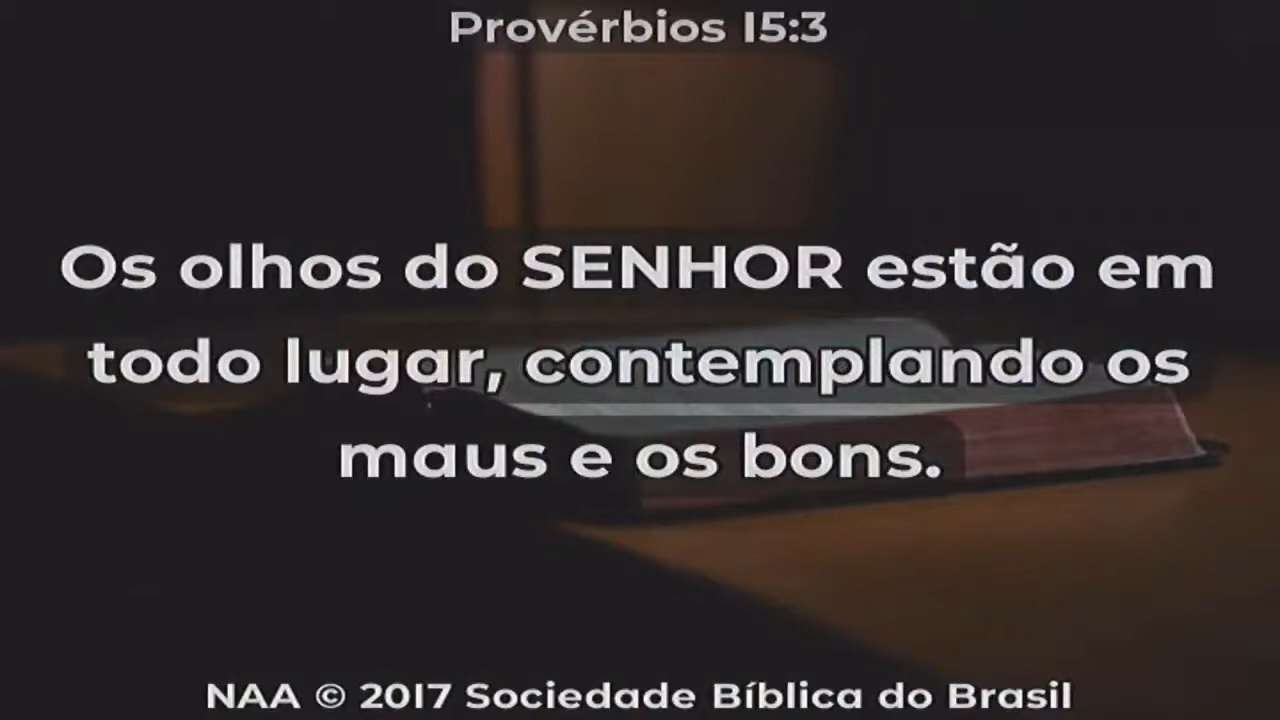 Provérbios 15:3
Os olhos do SENHOR estão em
todo lugar, contemplando os
maus e os bons.
NAA © 2017 Sociedade Bíblica do Brasil